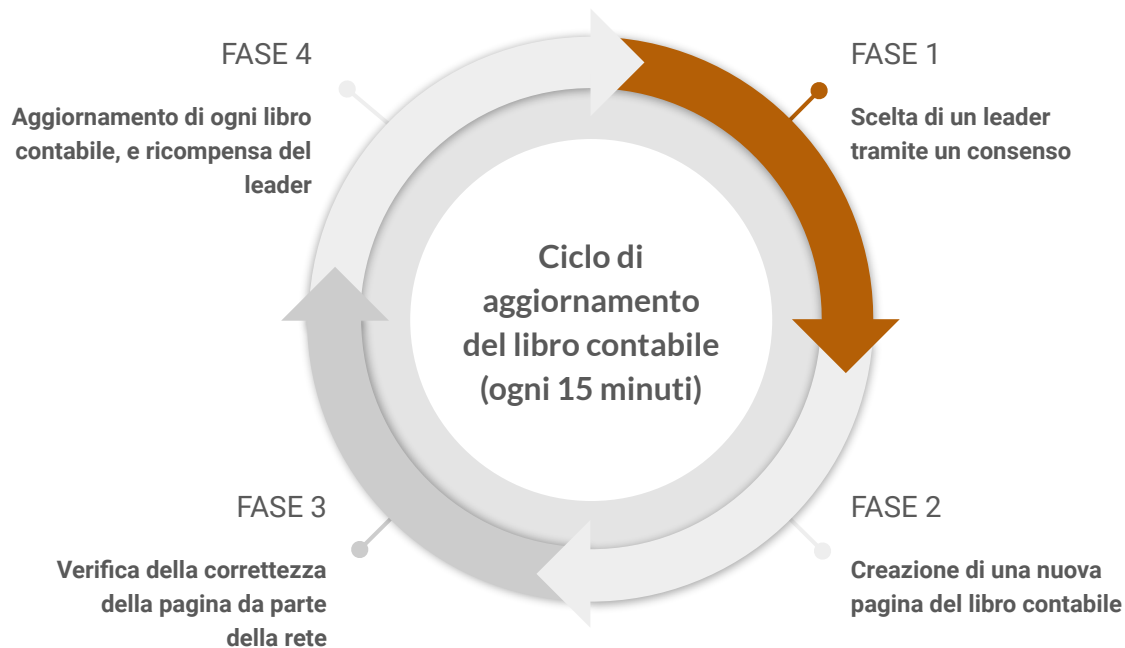 FASE 4
Aggiornamento di ogni libro
contabile, e ricompensa del
leader
FASE 1
Scelta di un leader
tramite un consenso
Ciclo di
aggiornamento
del libro contabile
(ogni 15 minuti)
FASE 3
Verifica della correttezza
della pagina da parte
della rete
FASE 2
Creazione di una nuova
pagina del libro contabile